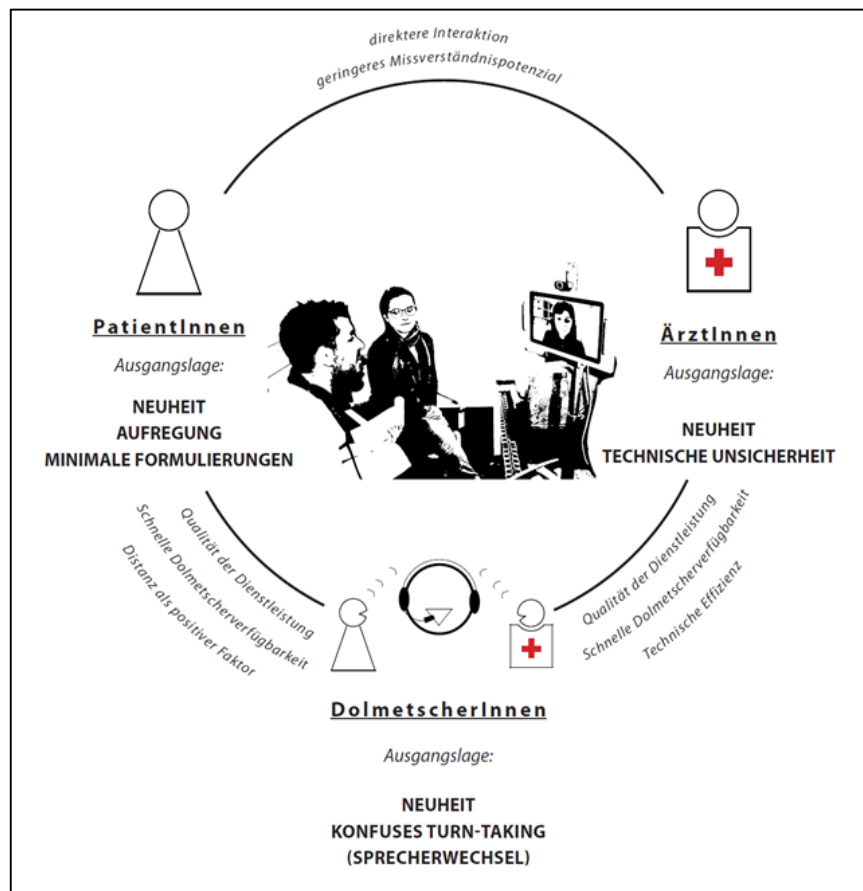 direktere Interaktion
geringeres Missverständnispotenzial
PatientInnen
Ausgangslage:
NEUHEIT
AUFREGUNG
MINIMALE FORMULIERUNGEN
ÄrztInnen
Ausgangslage:
NEUHEIT
TECHNISCHE UNSICHERHEIT
Qualität der Dienstleistung
Schnelle Dolmetscherverfügbarkeit
Distanz als positiver Faktor
Qualität der Dienstleistung
Schnelle Dolmetscherverfügbarkeit
Technische Effizienz
DolmetscherInnen
Ausgangslage:
NEUHEIT
KONFUSES TURN-TAKING
(SPRECHERWECHSEL)